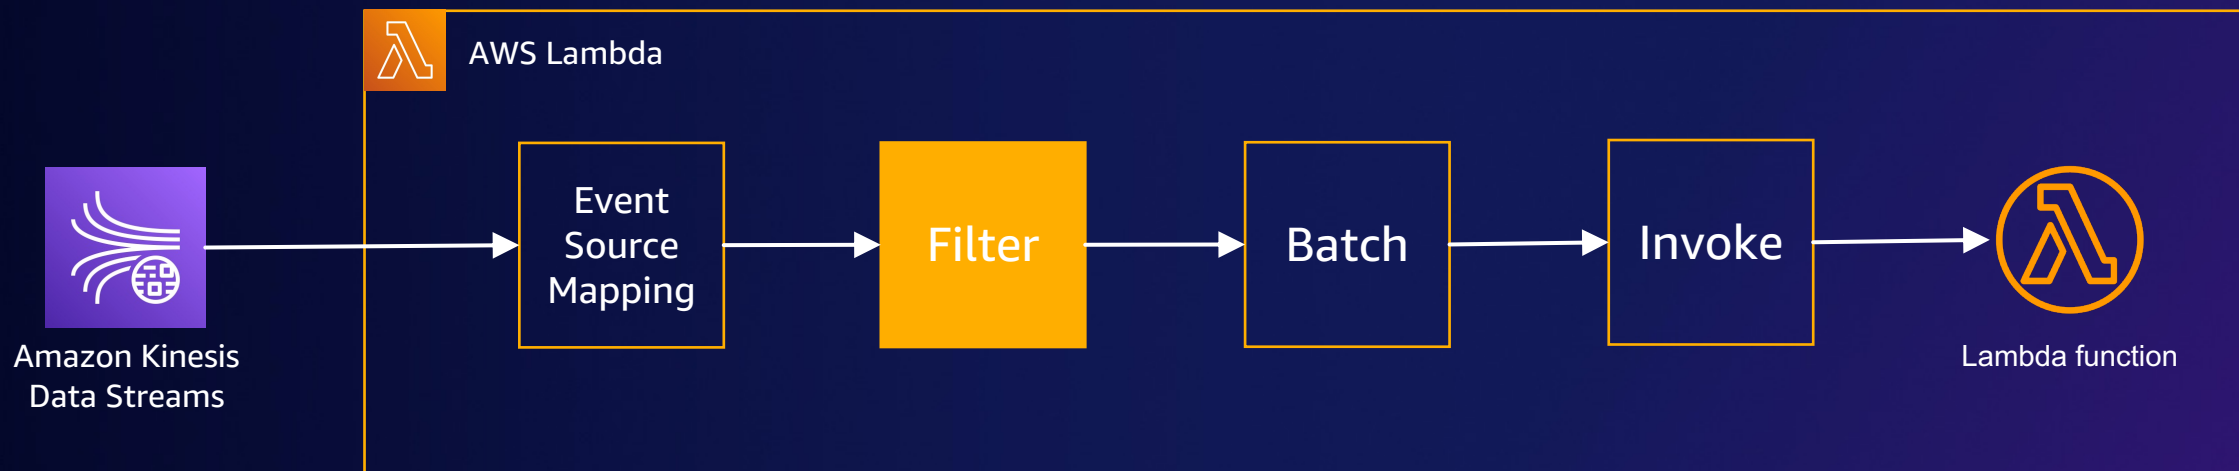 AWS Lambda
Amazon Kinesis
Data Streams
Event
Source
Mapping
Filter
Batch
Invoke
Lambda function